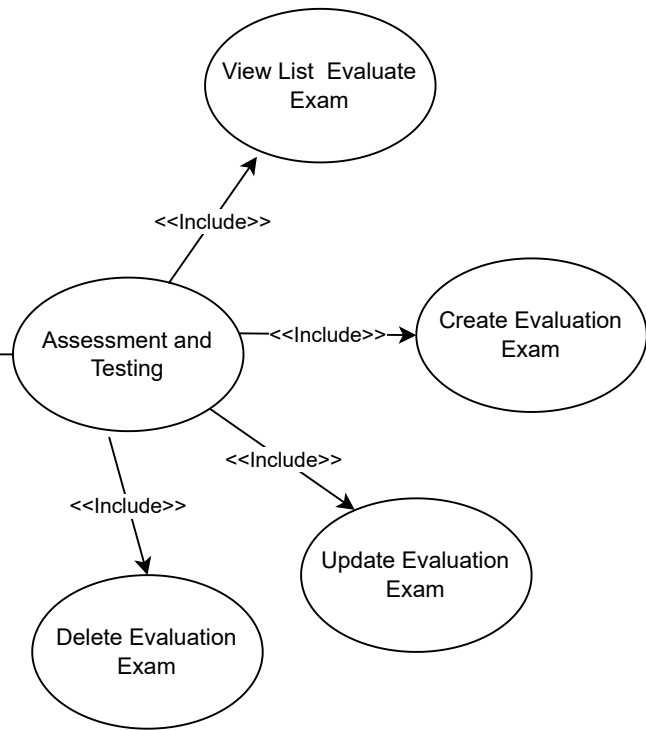 View List  Evaluate
Exam
<<Include>>
Assessment and
Testing
<<Include>>
Create Evaluation
Exam
<<Include>>
<<Include>>
Update Evaluation
Exam
Delete Evaluation
Exam